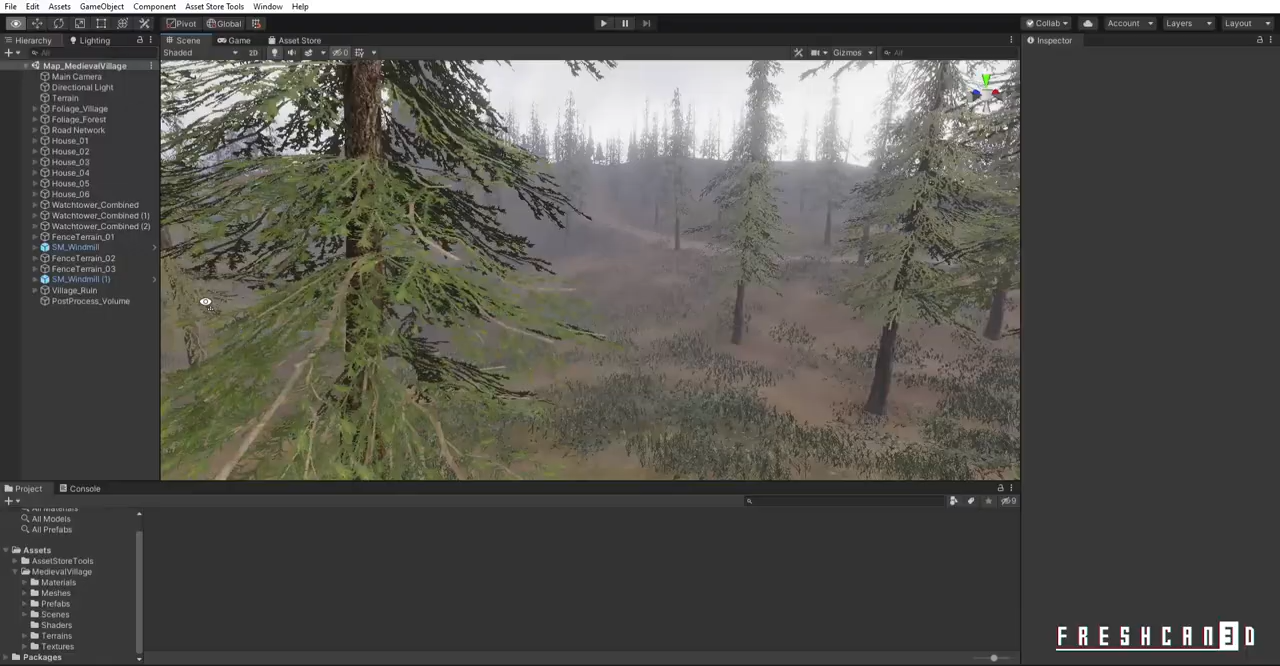 File Edit Assets GameObject Component Asset Store Tools Window Help
Pivot Global Collab Account Layers Layout
Hierarchy Lighting Scene Game Asset Store Inspector
All Shaded 2D 0 Gizmos All
Map_MedievalVillage
Main Camera
Directional Light
Terrain
Foliage_Village
Foliage_Forest
Road Network
House_01
House_02
House_03
House_04
House_05
House_06
Watchtower_Combined
Watchtower_Combined (1)
Watchtower_Combined (2)
FenceTerrain_01
SM_Windmill
FenceTerrain_02
FenceTerrain_03
SM_Windmill (1)
Village_Ruin
PostProcess_Volume
Project Console
9
All Materials
All Models
All Prefabs
Assets
AssetStoreTools
MedievalVillage
Materials
Meshes
Prefabs
Scenes
Shaders
Terrains
Textures
Packages
FRESHCAN3D